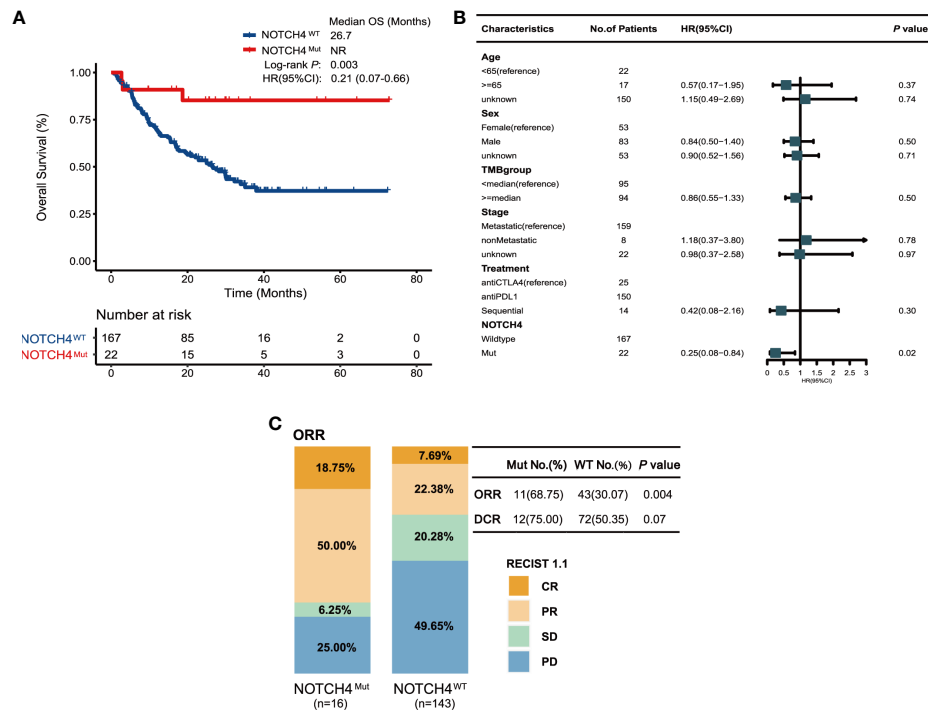 A
Median OS (Months)
NOTCH4 WT 26.7
NOTCH4 Mut NR
Log-rank P: 0.003
HR(95%CI): 0.21 (0.07-0.66)
Overall Survival (%)
1.00
0.75
0.50
0.25
0.00
0 20 40 60 80
Time (Months)
Number at risk
NOTCH4 WT 167 85 16 2 0
NOTCH4 Mut 22 15 5 3 0
0 20 40 60 80
B
Characteristics No.of Patients HR(95%CI) P value
Age
<65(reference) 22
>=65 17 0.57(0.17−1.95) 0.37
unknown 150 1.15(0.49−2.69) 0.74
Sex
Female(reference) 53
Male 83 0.84(0.50−1.40) 0.50
unknown 53 0.90(0.52−1.56) 0.71
TMBgroup
<median(reference) 95
>=median 94 0.86(0.55−1.33) 0.50
Stage
Metastatic(reference) 159
nonMetastatic 8 1.18(0.37−3.80) 0.78
unknown 22 0.98(0.37−2.58) 0.97
Treatment
antiCTLA4(reference) 25
antiPDL1 150
Sequential 14 0.42(0.08−2.16) 0.30
NOTCH4
Wildtype 167
Mut 22 0.25(0.08−0.84) 0.02
0 0.5 1 1.5 2 2.5 3
HR(95%CI)
C
ORR
18.75%
50.00%
6.25%
25.00%
NOTCH4 Mut
(n=16)
7.69%
22.38%
20.28%
49.65%
NOTCH4 WT
(n=143)
Mut No.(%) WT No.(%) P value
ORR 11(68.75) 43(30.07) 0.004
DCR 12(75.00) 72(50.35) 0.07
RECIST 1.1
CR
PR
SD
PD